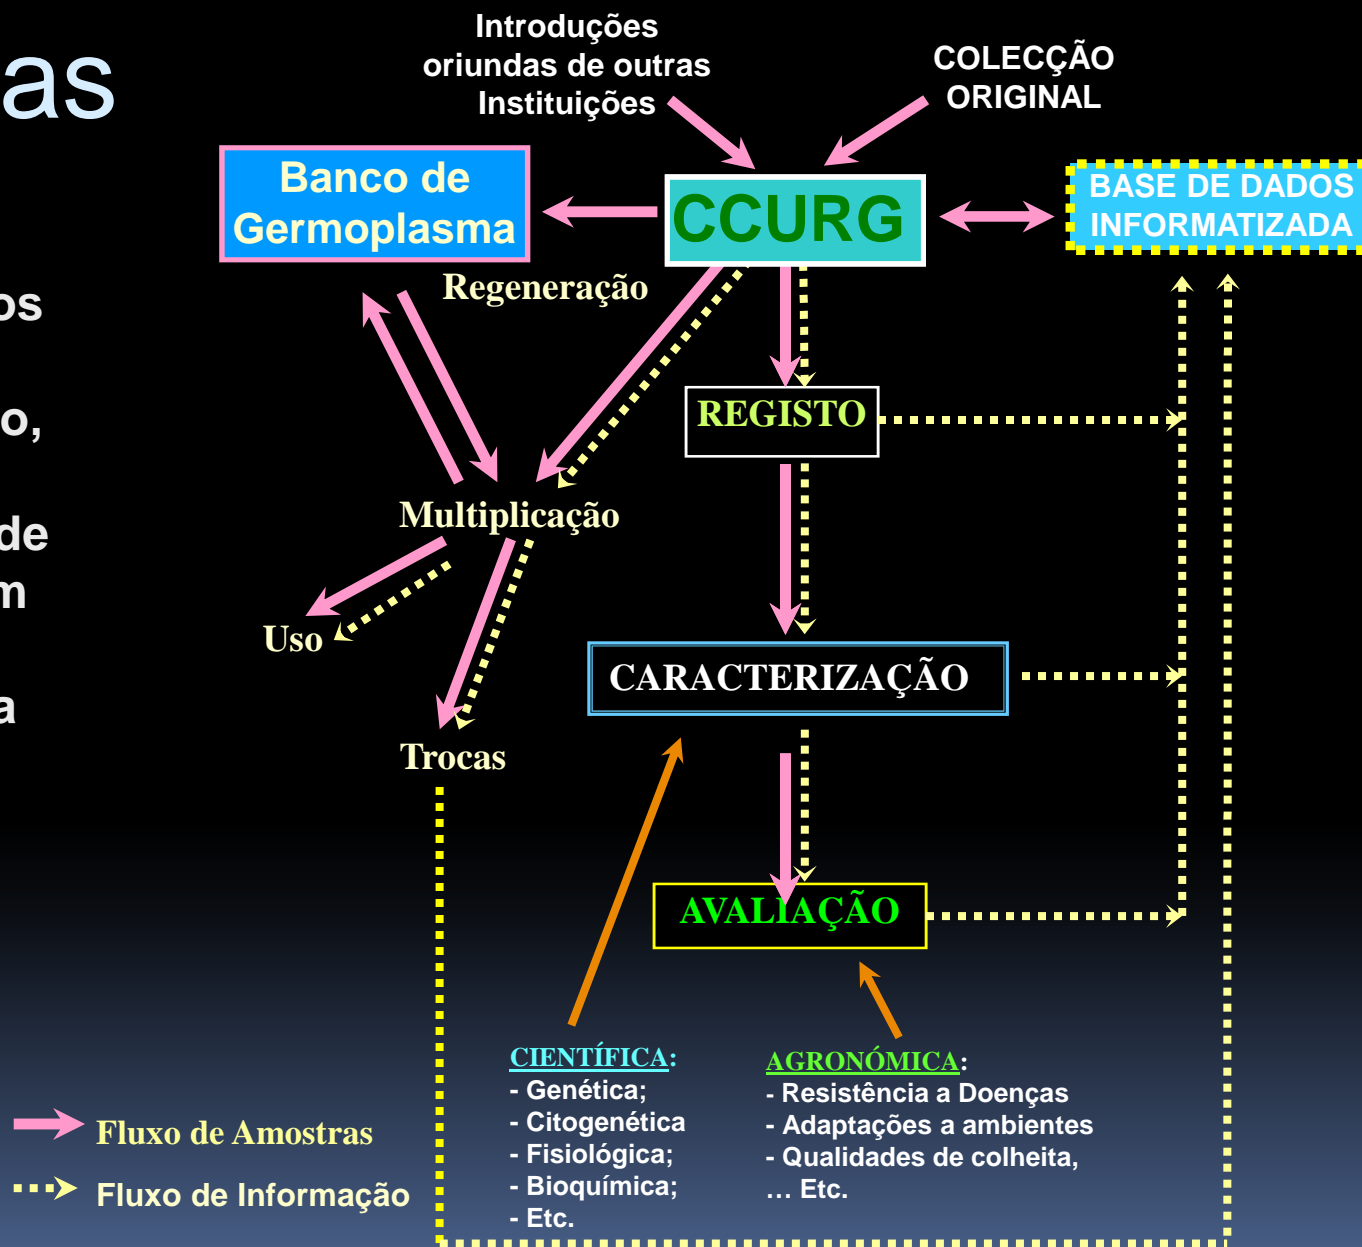 as
Introduções
oriundas de outras
Instituições
COLECÇÃO
ORIGINAL
Banco de
Germoplasma
CCURG
BASE DE DADOS
INFORMATIZADA
Regeneração
os
o,
de
m
a
REGISTO
Multiplicação
Uso
CARACTERIZAÇÃO
Trocas
AVALIAÇÃO
CIENTÍFICA:
- Genética;
- Citogenética
- Fisiológica;
- Bioquímica;
- Etc.
AGRONÓMICA:
- Resistência a Doenças
- Adaptações a ambientes
- Qualidades de colheita,
... Etc.
Fluxo de Amostras
Fluxo de Informação